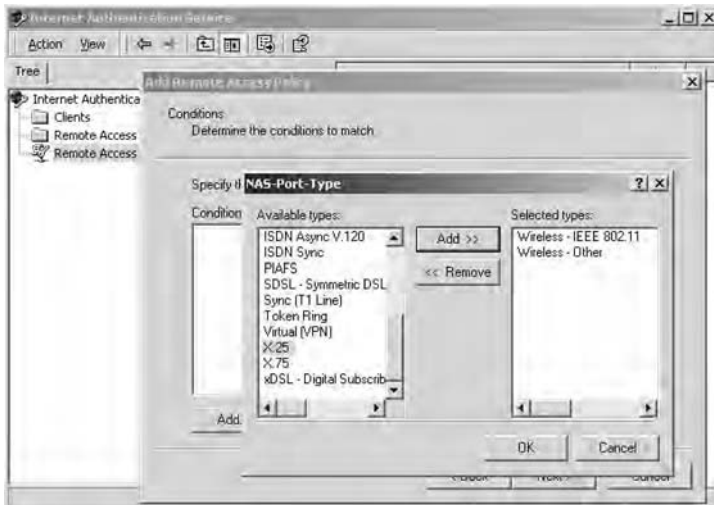 Internet Authentication Service
Action View
Tree
Add Remote Access Policy
Internet Authentica
Clients
Remote Access
Remote Access
Conditions
Determine the conditions to match
Specify th
NAS-Port-Type
Condition
Available types:
Selected types:
ISDN Async V.120
ISDN Sync
PIAFS
SDSL - Symmetric DSL
Sync (T1 Line)
Token Ring
Virtual (VPN)
X.25
X.75
xDSL - Digital Subscrib
Add >>
<< Remove
Wireless - IEEE 802.11
Wireless - Other
Add
OK Cancel
< Back Next > Cancel